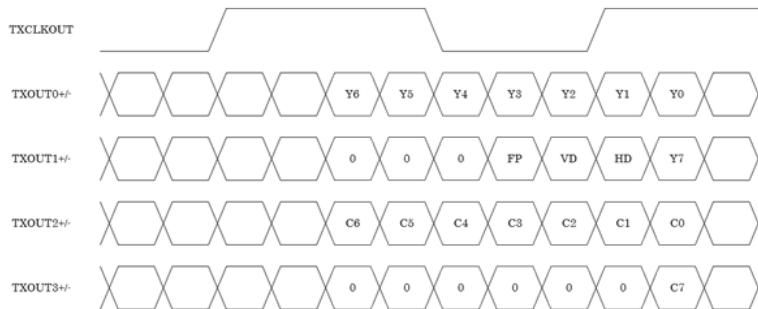 TXCLKOUT
TXOUT0+/- Y6 Y5 Y4 Y3 Y2 Y1 Y0
TXOUT1+/- 0 0 0 FP VD HD Y7
TXOUT2+/- C6 C5 C4 C3 C2 C1 C0
TXOUT3+/- 0 0 0 0 0 0 C7